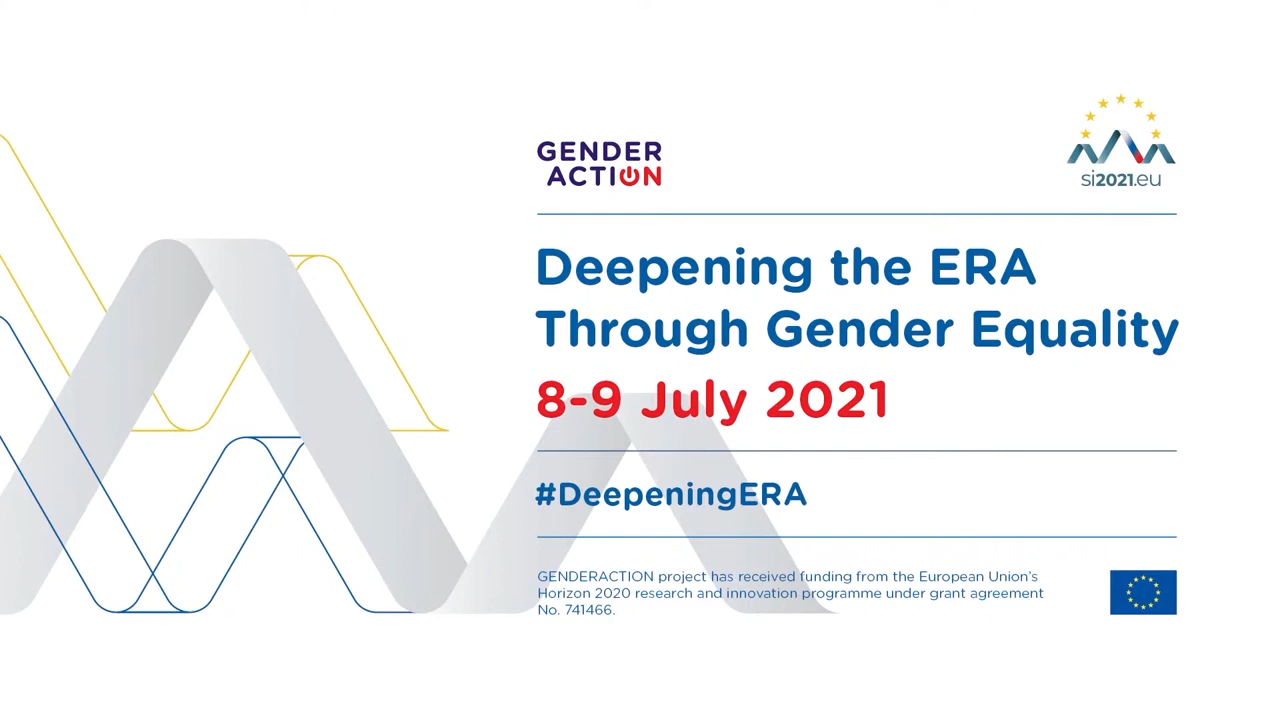 GENDER
ACTION
si2021.eu
Deepening the ERA
Through Gender Equality
8-9 July 2021
#DeepeningERA
GENDERACTION project has received funding from the European Union's
Horizon 2020 research and innovation programme under grant agreement
No. 741466.